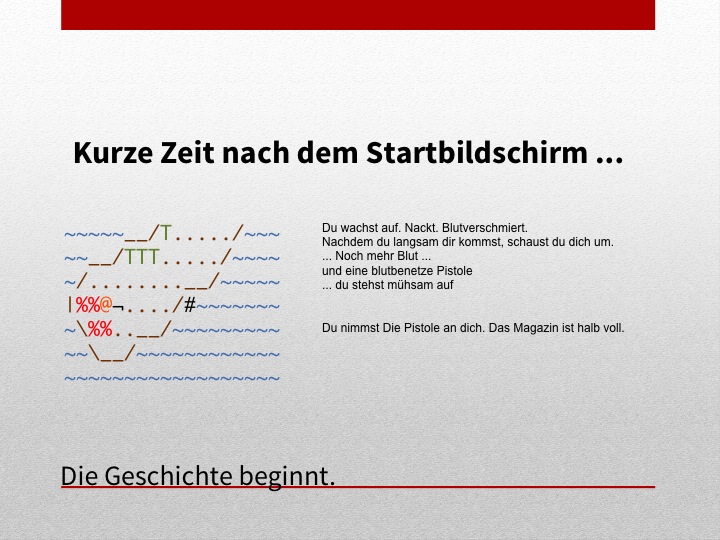 Kurze Zeit nach dem Startbildschirm ...
~~~~~__/T...../~~~
~~__/TTT...../~~~~
~/........__/~~~~~
|%%@¬..../#~~~~~~~
~\%%..__/~~~~~~~~~
~~\__/~~~~~~~~~~~~
~~~~~~~~~~~~~~~~~~
Du wachst auf. Nackt. Blutverschmiert.
Nachdem du langsam dir kommst, schaust du dich um.
... Noch mehr Blut ...
und eine blutbenetze Pistole
... du stehst mühsam auf
Du nimmst Die Pistole an dich. Das Magazin ist halb voll.
Die Geschichte beginnt.